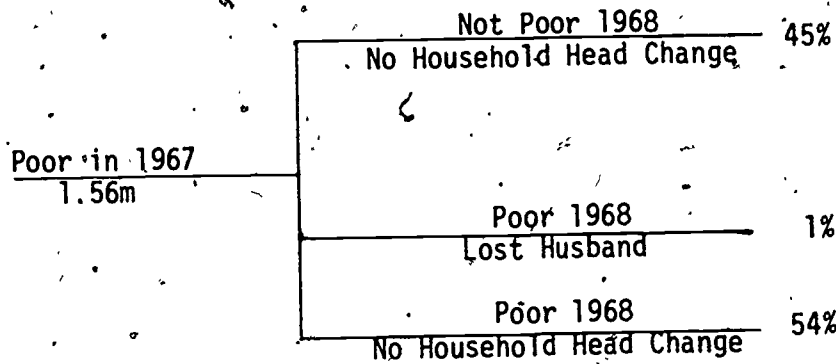 Not Poor 1968
45%
No Household Head Change
Poor in 1967
1.56m
Poor 1968
1%
Lost Husband
Poor 1968
54%
No Household Head Change